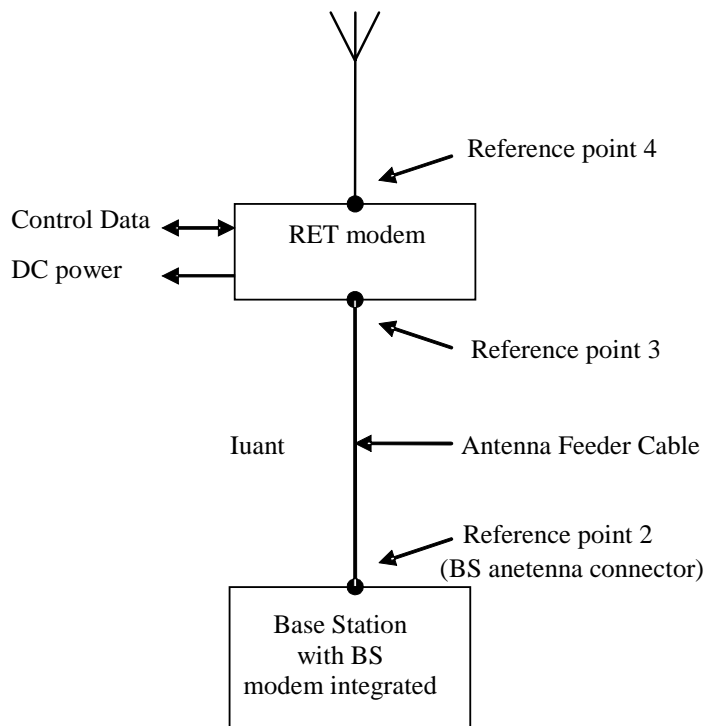 Reference point 4
Control Data
RET modem
DC power
Reference point 3
Iuant
Antenna Feeder Cable
Reference point 2
(BS anetenna connector)
Base Station
with BS
modem integrated